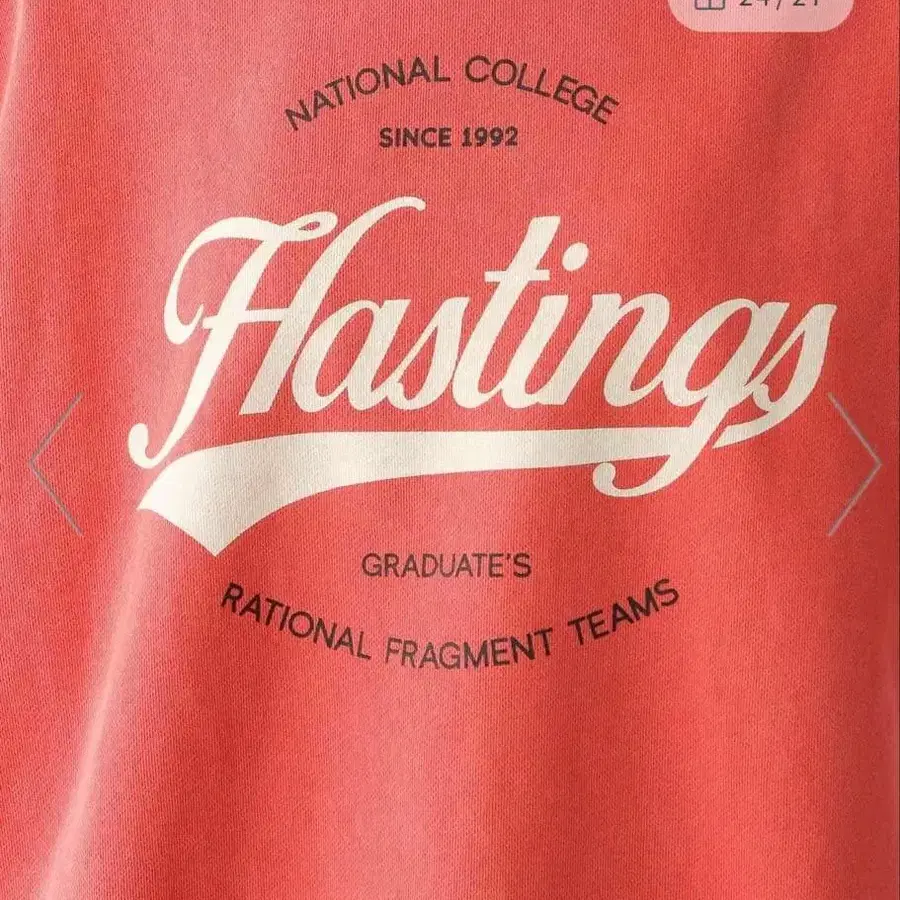 NATIONAL COLLEGE
SINCE 1992
Hastings
GRADUATE'S
RATIONAL FRAGMENT TEAMS